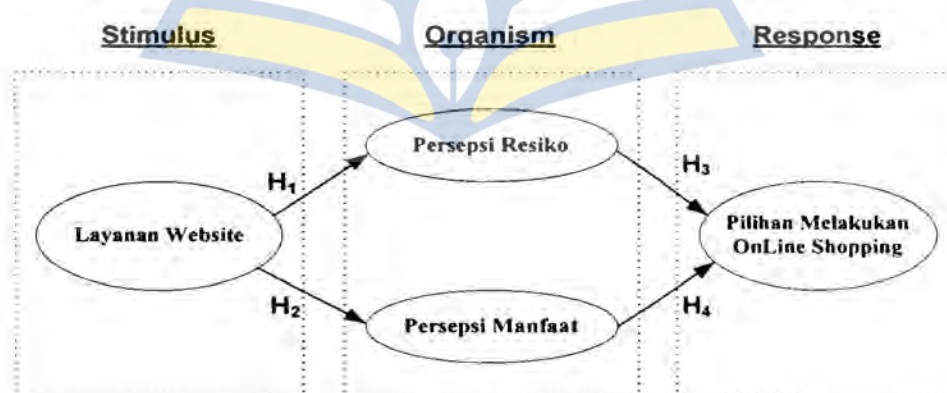 Stimulus
Organism
Response
Persepsi Resiko
H₁
H₃
Layanan Website
Pilihan Melakukan
OnLine Shopping
H₂
H₄
Persepsi Manfaat